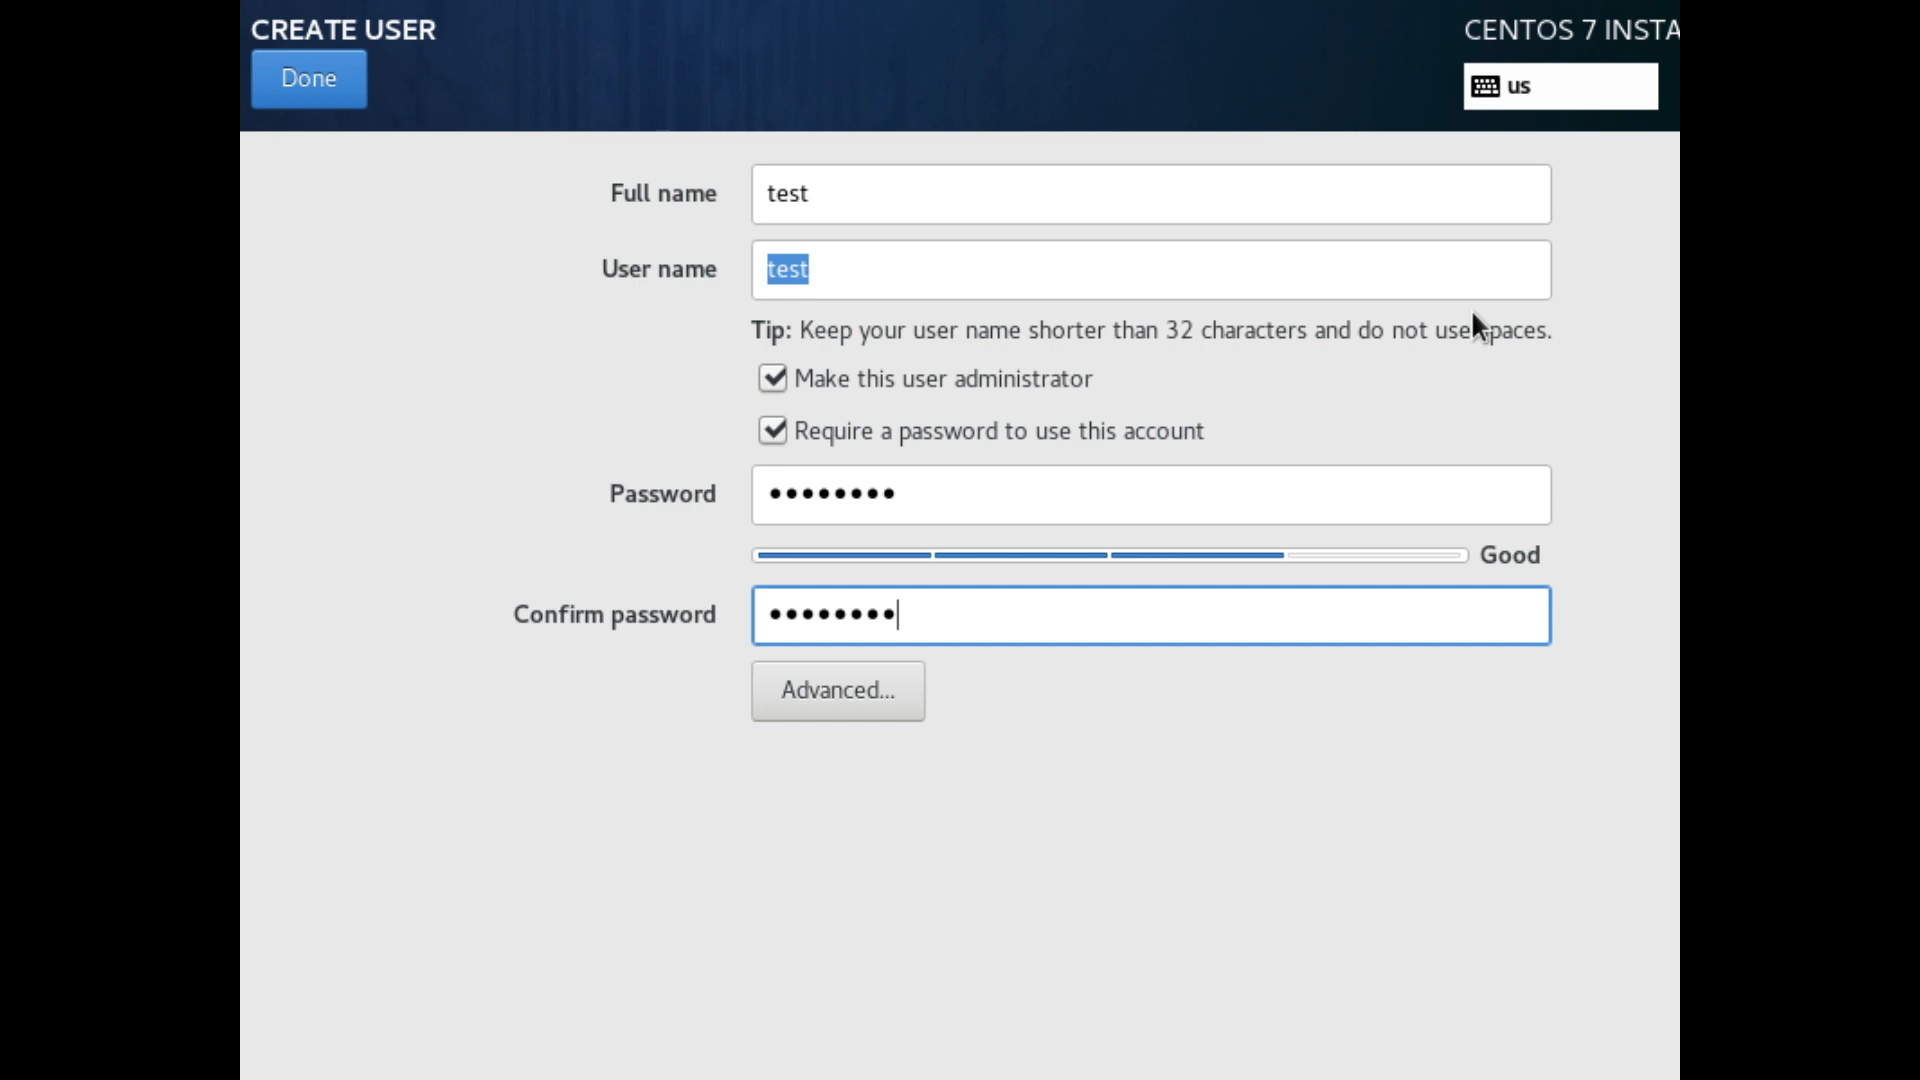 CREATE USER
CENTOS 7 INSTA
Done
us
Full name
test
User name
test
Tip: Keep your user name shorter than 32 characters and do not use paces.
Make this user administrator
Require a password to use this account
Password
••••••••
Good
Confirm password
••••••••
Advanced...